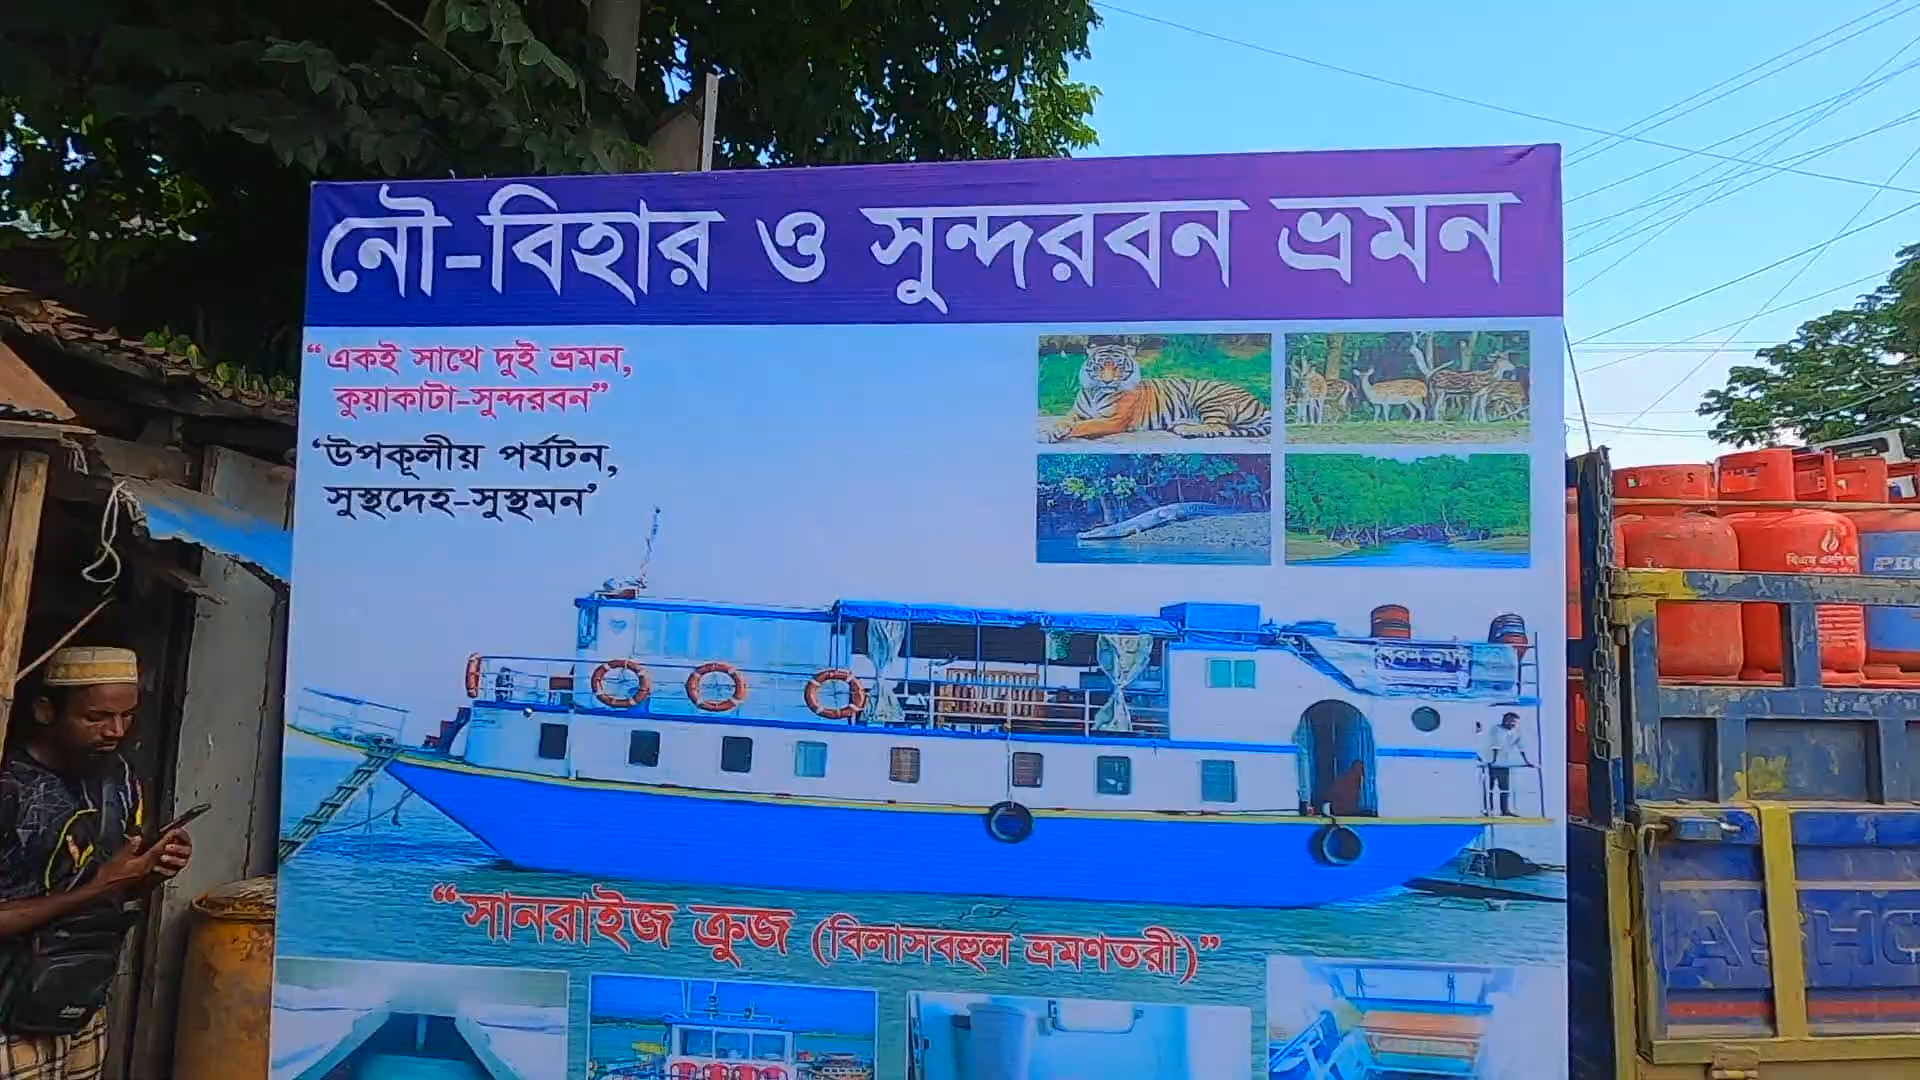 নৌ-বিহার ও সুন্দরবন ভ্রমন
“একই সাথে দুই ভ্রমন,
কুয়াকাটা-সুন্দরবন”
‘উপকূলীয় পর্যটন,
সুস্থদেহ-সুস্থমন’
“সানরাইজ ক্রুজ (বিলাসবহুল ভ্রমণতরী)”